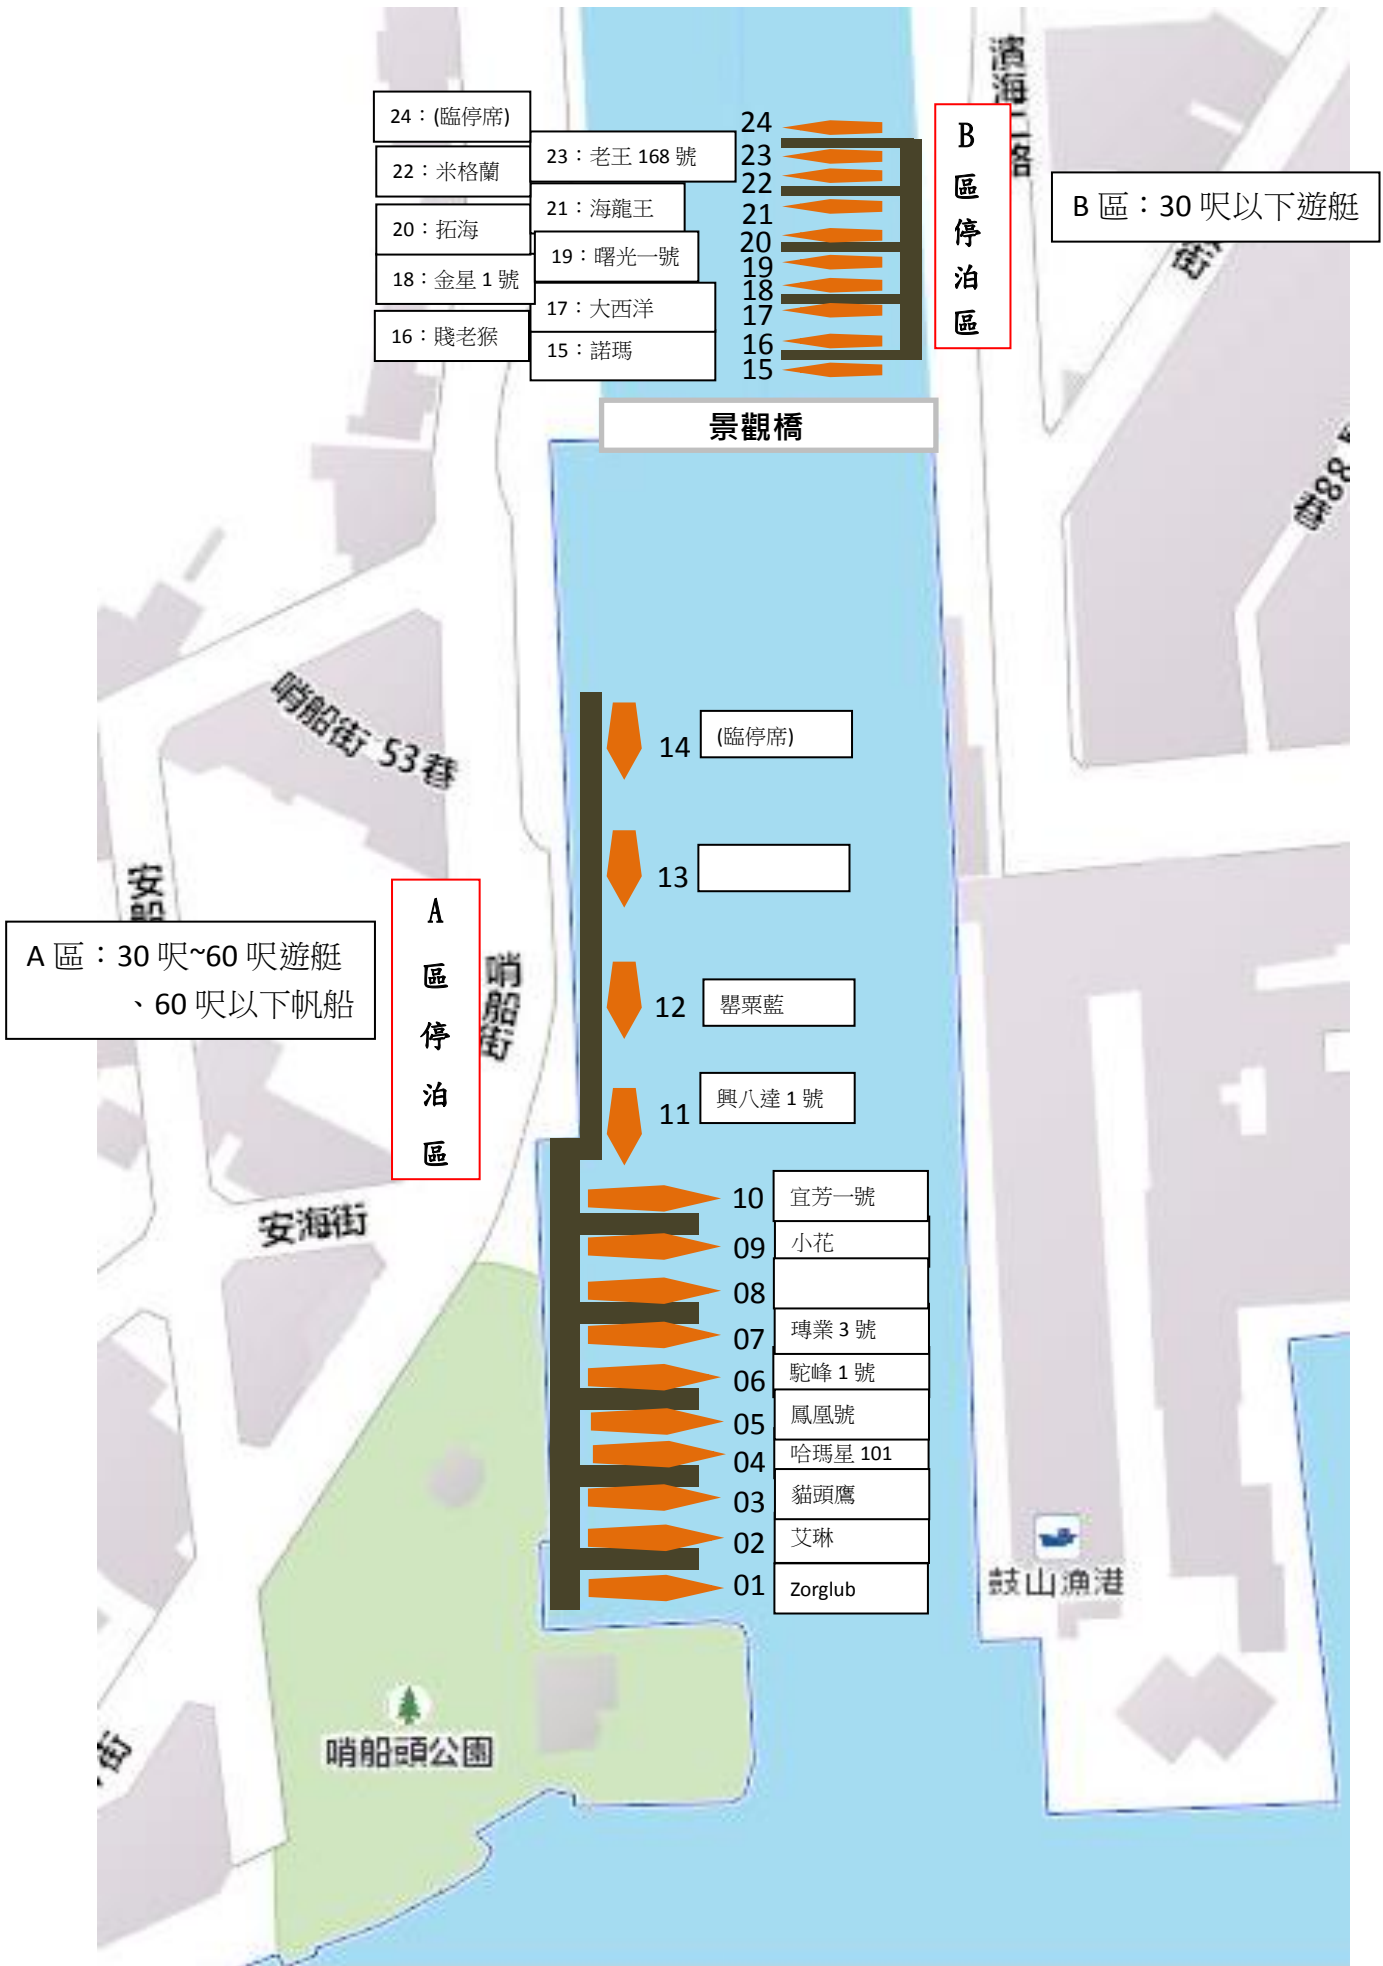 濱海二路
24：(臨停席)
23：老王 168 號
22：米格蘭
21：海龍王
20：拓海
19：曙光一號
18：金星 1 號
17：大西洋
16：賤老猴
15：諾瑪
24
23
22
21
20
19
18
17
16
15
B
區
停
泊
區
B 區：30 呎以下遊艇
街
景觀橋
巷88
哨船街 53巷
14
(臨停席)
13
12
罌粟藍
11
興八達 1 號
安船
A
區
停
泊
區
A 區：30 呎~60 呎遊艇
、60 呎以下帆船
哨船街
安海街
10
宜芳一號
09
小花
08
07
瑼業 3 號
06
駝峰 1 號
05
鳳凰號
04
哈瑪星 101
03
貓頭鷹
02
艾琳
01
Zorglub
鼓山漁港
哨船頭公園
街